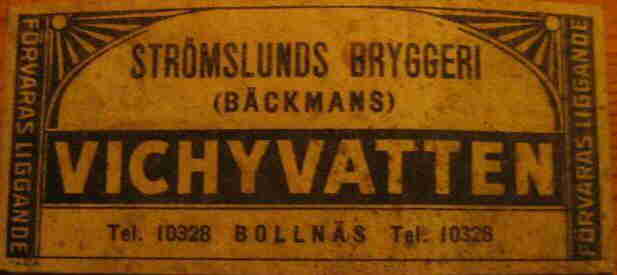 FÖRVARAS LIGGANDE
STRÖMSLUNDS BRYGGERI
(BÄCKMANS)
VICHYVATTEN
Tel. 10328 BOLLNÄS Tel. 10328
FÖRVARAS LIGGANDE